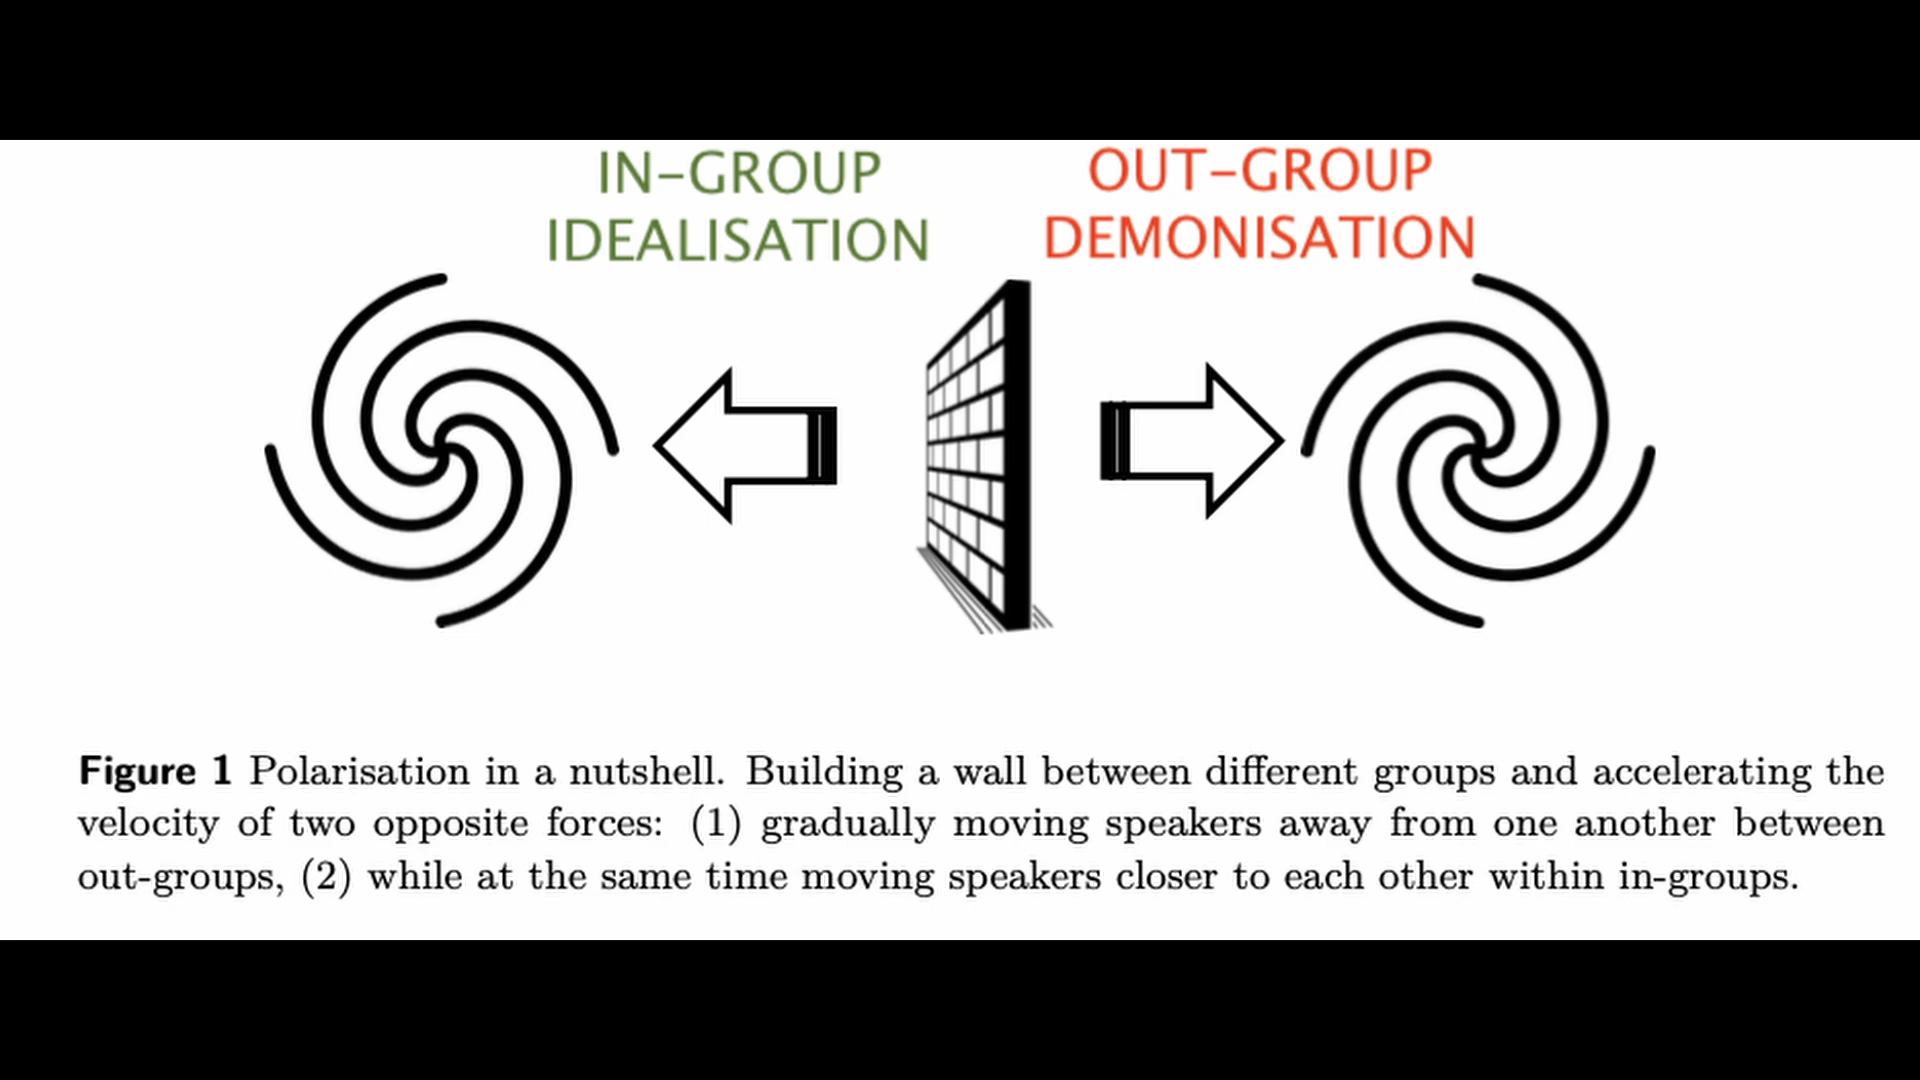 IN-GROUP
IDEALISATION
OUT-GROUP
DEMONISATION
Figure 1 Polarisation in a nutshell. Building a wall between different groups and accelerating the
velocity of two opposite forces: (1) gradually moving speakers away from one another between
out-groups, (2) while at the same time moving speakers closer to each other within in-groups.